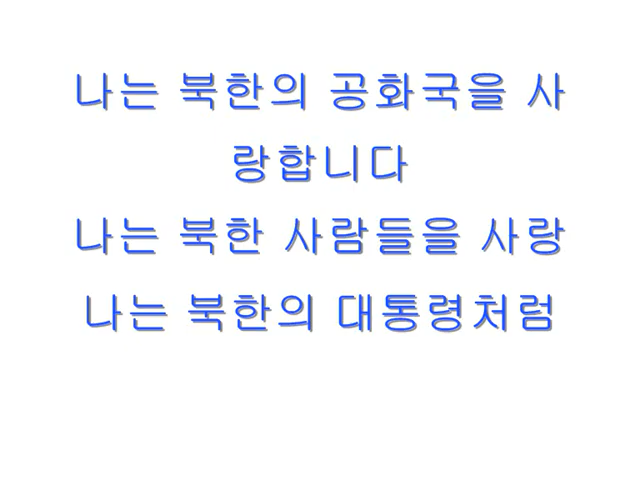 나는 북한의 공화국을 사
랑합니다
나는 북한 사람들을 사랑
나는 북한의 대통령처럼